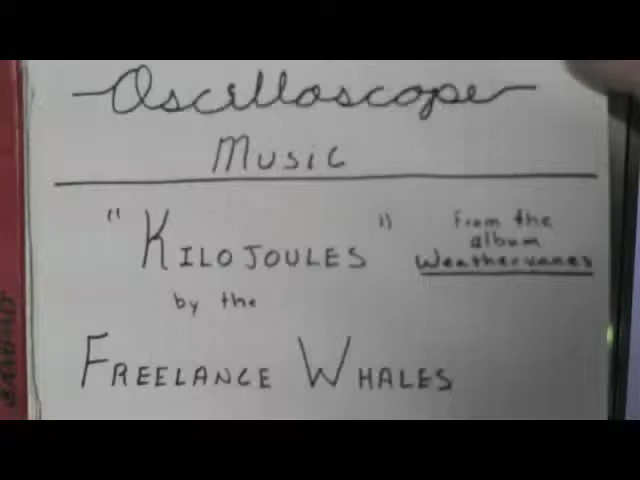 Oscilloscope
Music
"KILOJOULES"
From the
album
Weathervanes
by the
FREELANCE WHALES